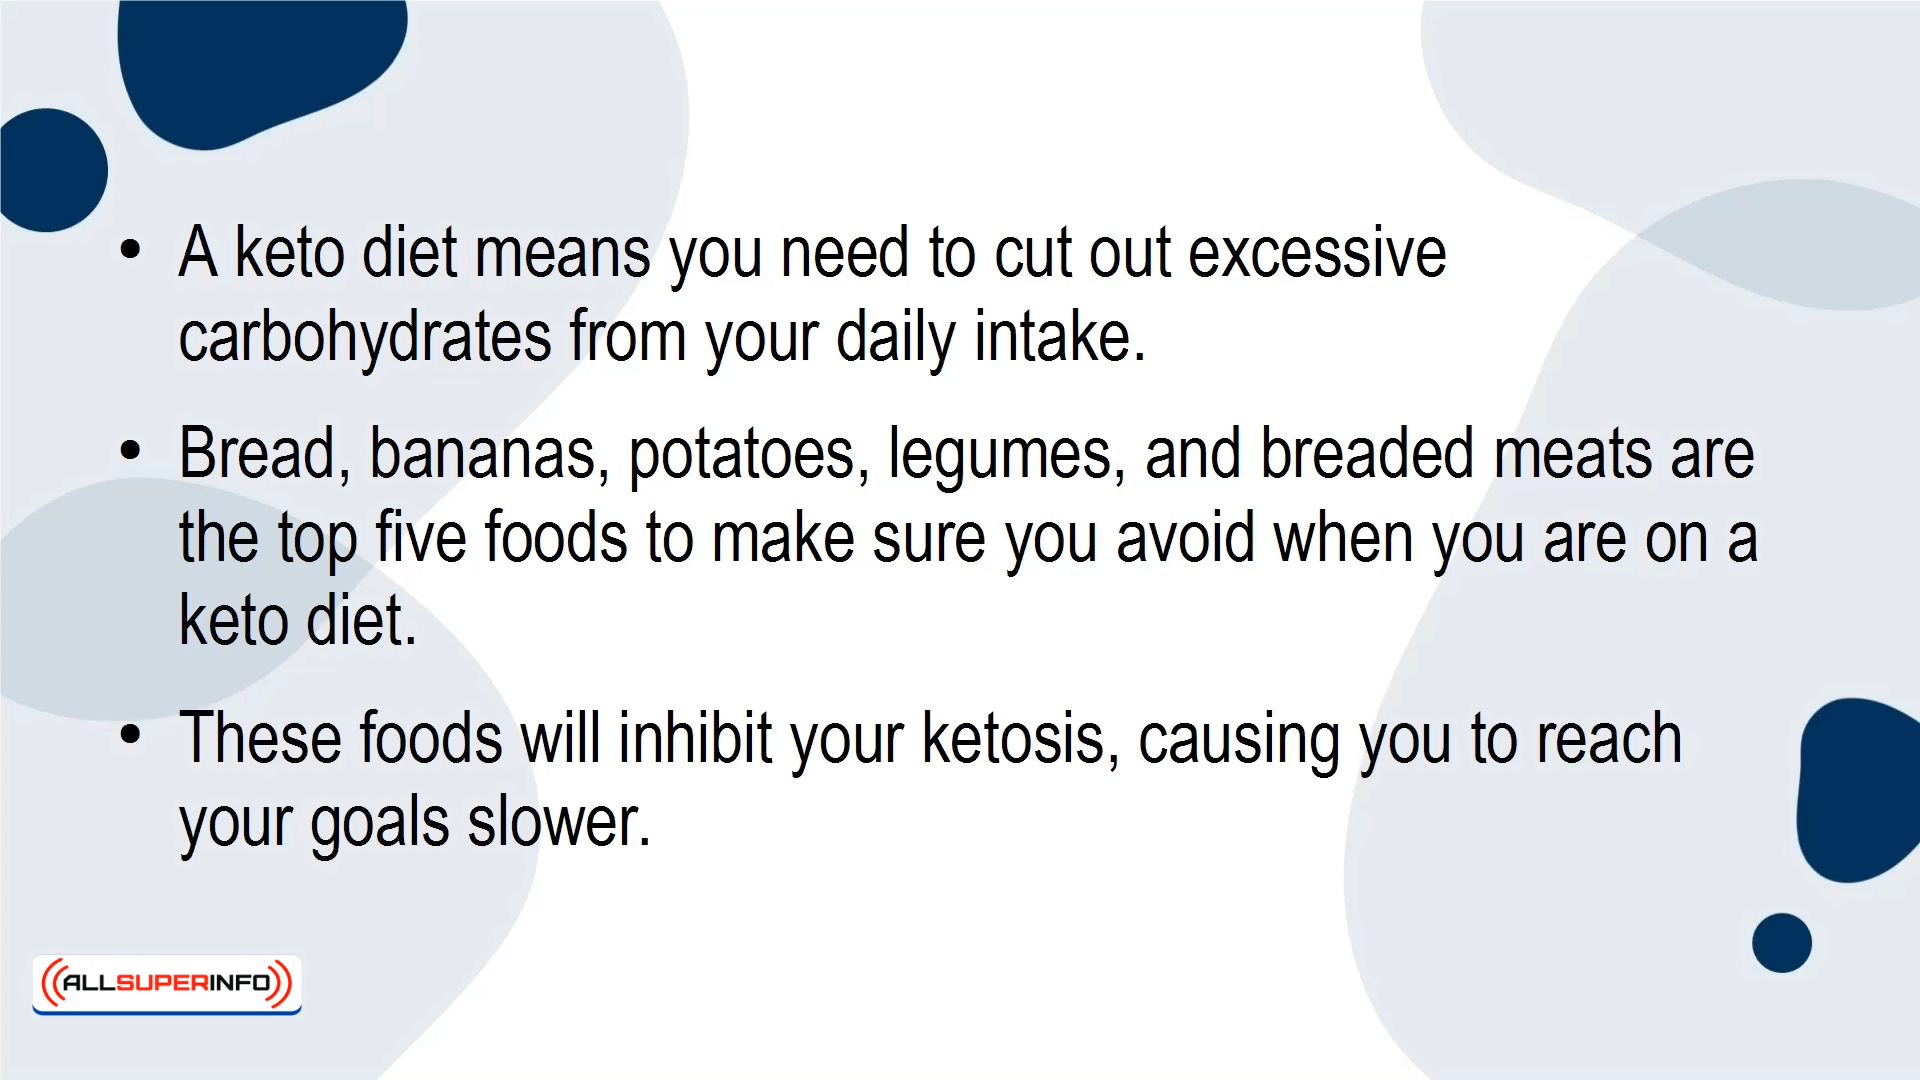 • A keto diet means you need to cut out excessive
carbohydrates from your daily intake.
• Bread, bananas, potatoes, legumes, and breaded meats are
the top five foods to make sure you avoid when you are on a
keto diet.
• These foods will inhibit your ketosis, causing you to reach
your goals slower.
ALLSUPERINFO